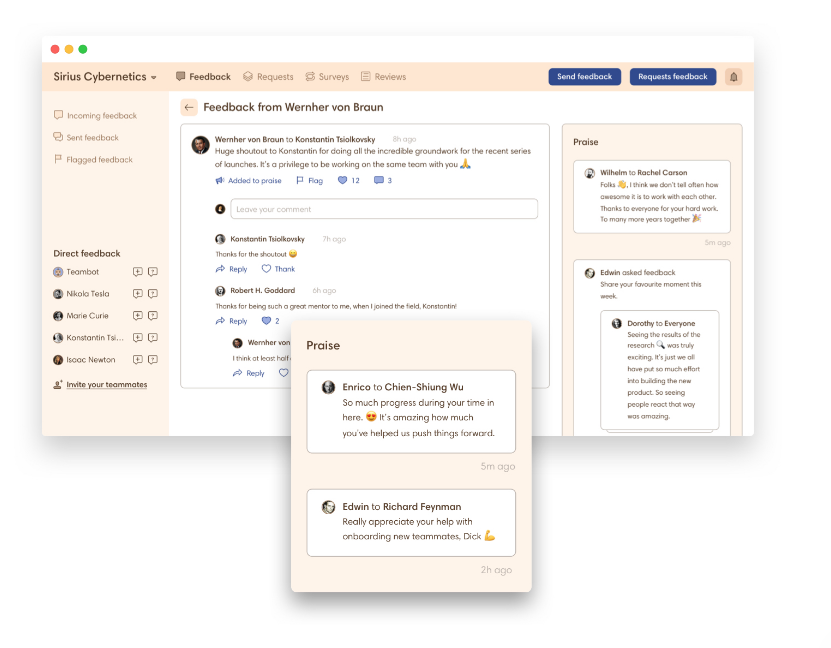 Sirius Cybernetics
Feedback
Requests
Surveys
Reviews
Send feedback
Requests feedback
Incoming feedback
Sent feedback
Flagged feedback
Direct feedback
Teambot
Nikola Tesla
Marie Curie
Konstantin Tsi...
Isaac Newton
Invite your teammates
Feedback from Wernher von Braun
Wernher von Braun to Konstantin Tsiolkovsky 8h ago
Huge shoutout to Konstantin for doing all the incredible groundwork for the recent series
of launches. It's a privilege to be working on the same team with you 🙏
Added to praise Flag 12 3
Leave your comment
Konstantin Tsiolkovsky 7h ago
Thanks for the shoutout 😄
Reply Thank
Robert H. Goddard 6h ago
Thanks for being such a great mentor to me, when I joined the field, Konstantin!
Reply 2
Wernher von
I think at least half
Reply
Praise
Wilhelm to Rachel Carson
Folks 👋, I think we don't tell often how
awesome it is to work with each other.
Thanks to everyone for your hard work.
To many more years together 🎉
5m ago
Edwin asked feedback
Share your favourite moment this
week.
Dorothy to Everyone
Seeing the results of the
research 🔍 was truly
exciting. It's just we all
have put so much effort
into building the new
product. So seeing
people react that way
was amazing.
Praise
Enrico to Chien-Shiung Wu
So much progress during your time in
here. 😍 It's amazing how much
you've helped us push things forward.
5m ago
Edwin to Richard Feynman
Really appreciate your help with
onboarding new teammates, Dick 💪
2h ago